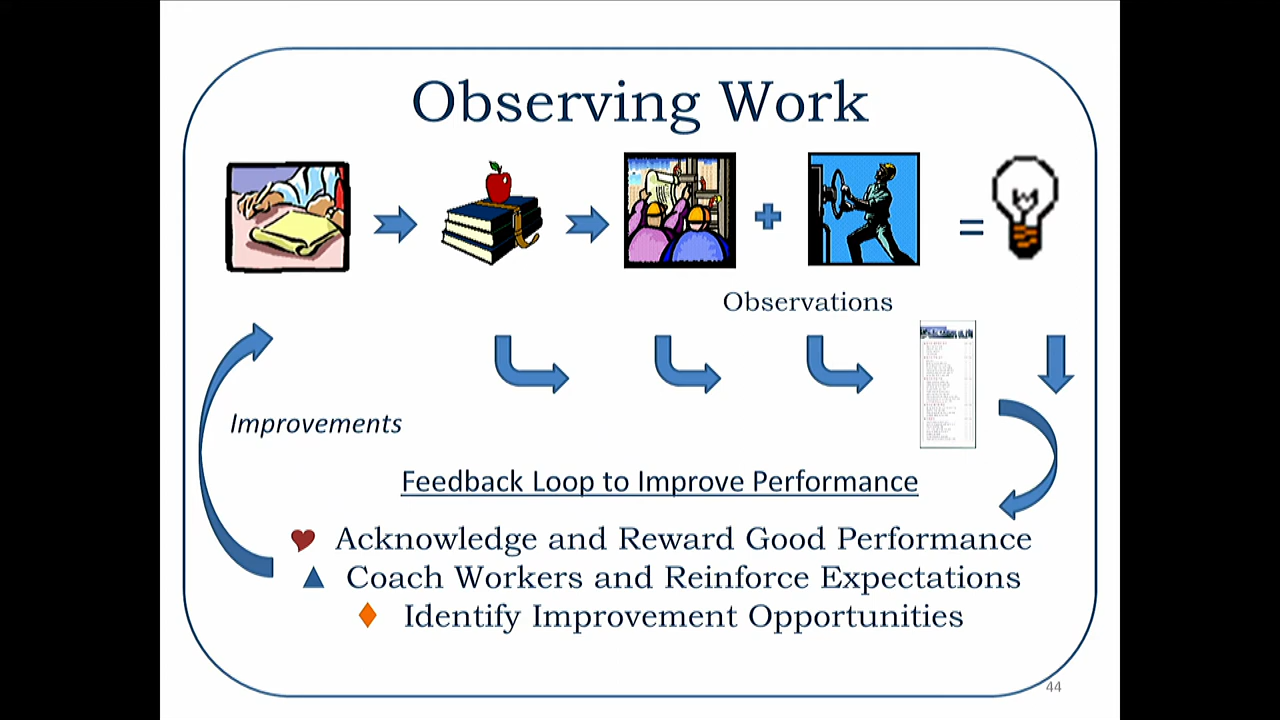 Observing Work
=
Observations
Improvements
Feedback Loop to Improve Performance
Acknowledge and Reward Good Performance
Coach Workers and Reinforce Expectations
Identify Improvement Opportunities
44